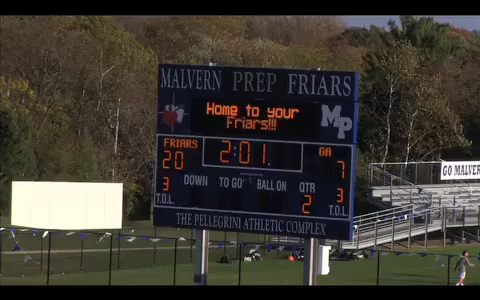 MALVERN PREP FRIARS
Home to your
Friars!!!
MP
FRIARS 2:01 GA
20 7
3 DOWN TO GO BALL ON QTR 3
T.O.L. 2 T.O.L.
THE PELLEGRINI ATHLETIC COMPLEX
GO MALVER